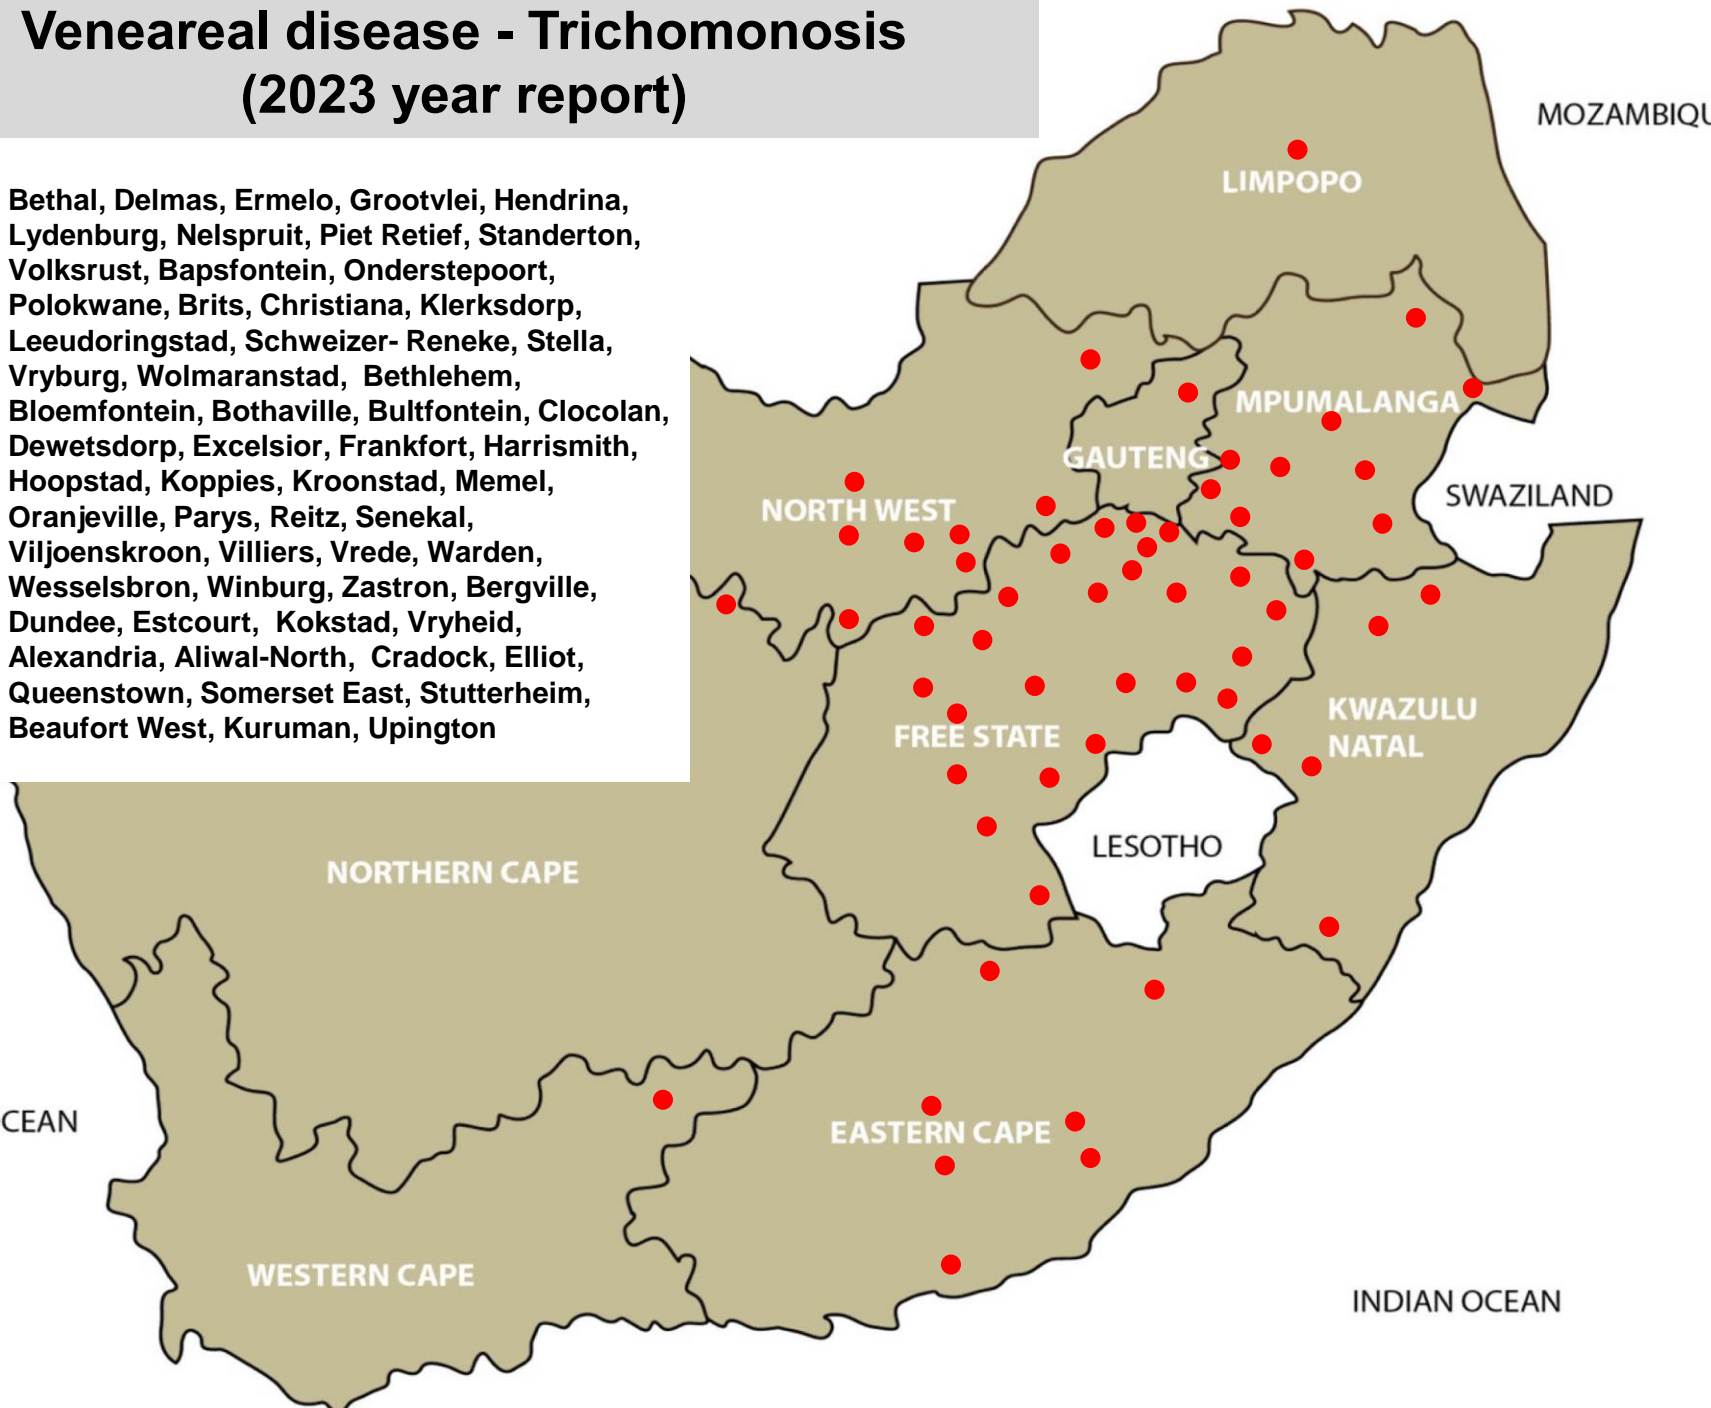 Veneareal disease - Trichomonosis
(2023 year report)
Bethal, Delmas, Ermelo, Grootvlei, Hendrina,
Lydenburg, Nelspruit, Piet Retief, Standerton,
Volksrust, Bapsfontein, Onderstepoort,
Polokwane, Brits, Christiana, Klerksdorp,
Leeudoringstad, Schweizer- Reneke, Stella,
Vryburg, Wolmaranstad, Bethlehem,
Bloemfontein, Bothaville, Bultfontein, Clocolan,
Dewetsdorp, Excelsior, Frankfort, Harrismith,
Hoopstad, Koppies, Kroonstad, Memel,
Oranjeville, Parys, Reitz, Senekal,
Viljoenskroon, Villiers, Vrede, Warden,
Wesselsbron, Winburg, Zastron, Bergville,
Dundee, Estcourt, Kokstad, Vryheid,
Alexandria, Aliwal-North, Cradock, Elliot,
Queenstown, Somerset East, Stutterheim,
Beaufort West, Kuruman, Upington
MOZAMBIQU
LIMPOPO
MPUMALANGA
GAUTENG
SWAZILAND
NORTH WEST
KWAZULU
NATAL
FREE STATE
LESOTHO
NORTHERN CAPE
CEAN
EASTERN CAPE
WESTERN CAPE
INDIAN OCEAN